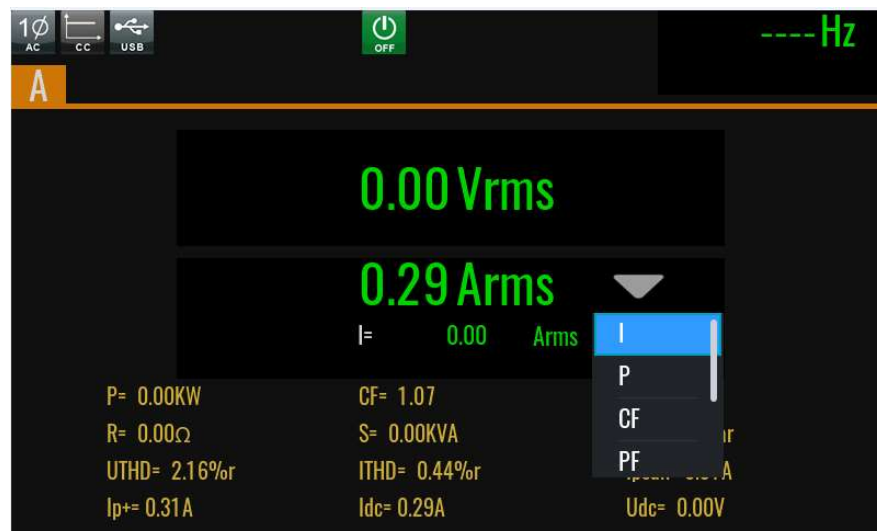 1Ø AC CC USB OFF ----Hz
A
0.00 Vrms
0.29 Arms
I= 0.00 Arms
I
P
CF
PF
P= 0.00KW CF= 1.07
R= 0.00Ω S= 0.00KVA
UTHD= 2.16%r ITHD= 0.44%r
Ip+= 0.31A Idc= 0.29A Udc= 0.00V